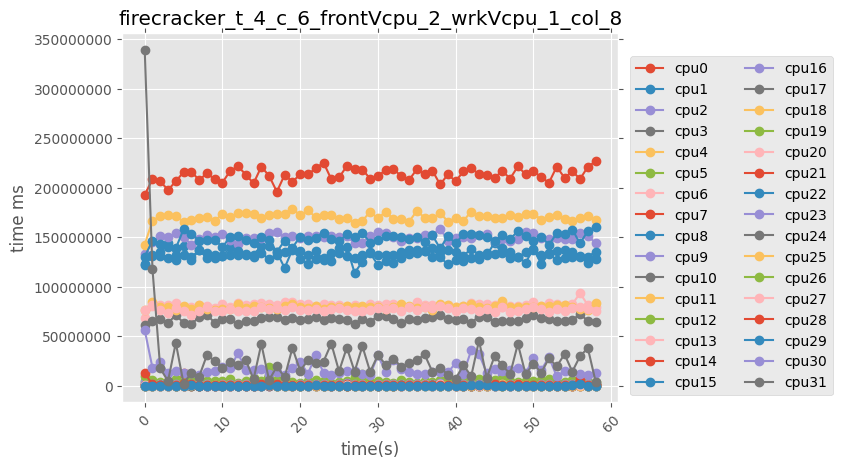 firecracker_t_4_c_6_frontVcpu_2_wrkVcpu_1_col_8
350000000
300000000
250000000
200000000
150000000
100000000
50000000
0
time ms
0
10
20
30
40
50
60
time(s)
cpu0
cpu1
cpu2
cpu3
cpu4
cpu5
cpu6
cpu7
cpu8
cpu9
cpu10
cpu11
cpu12
cpu13
cpu14
cpu15
cpu16
cpu17
cpu18
cpu19
cpu20
cpu21
cpu22
cpu23
cpu24
cpu25
cpu26
cpu27
cpu28
cpu29
cpu30
cpu31